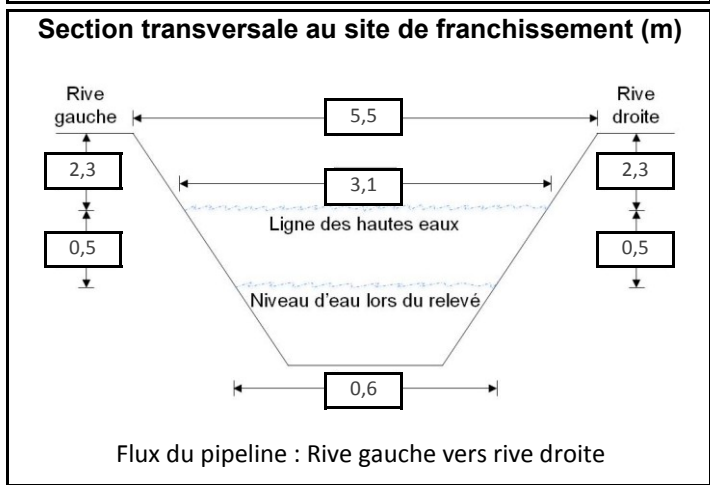 Section transversale au site de franchissement (m)
Rive
gauche
5,5
Rive
droite
2,3
3,1
2,3
Ligne des hautes eaux
0,5
0,5
Niveau d'eau lors du relevé
0,6
Flux du pipeline : Rive gauche vers rive droite